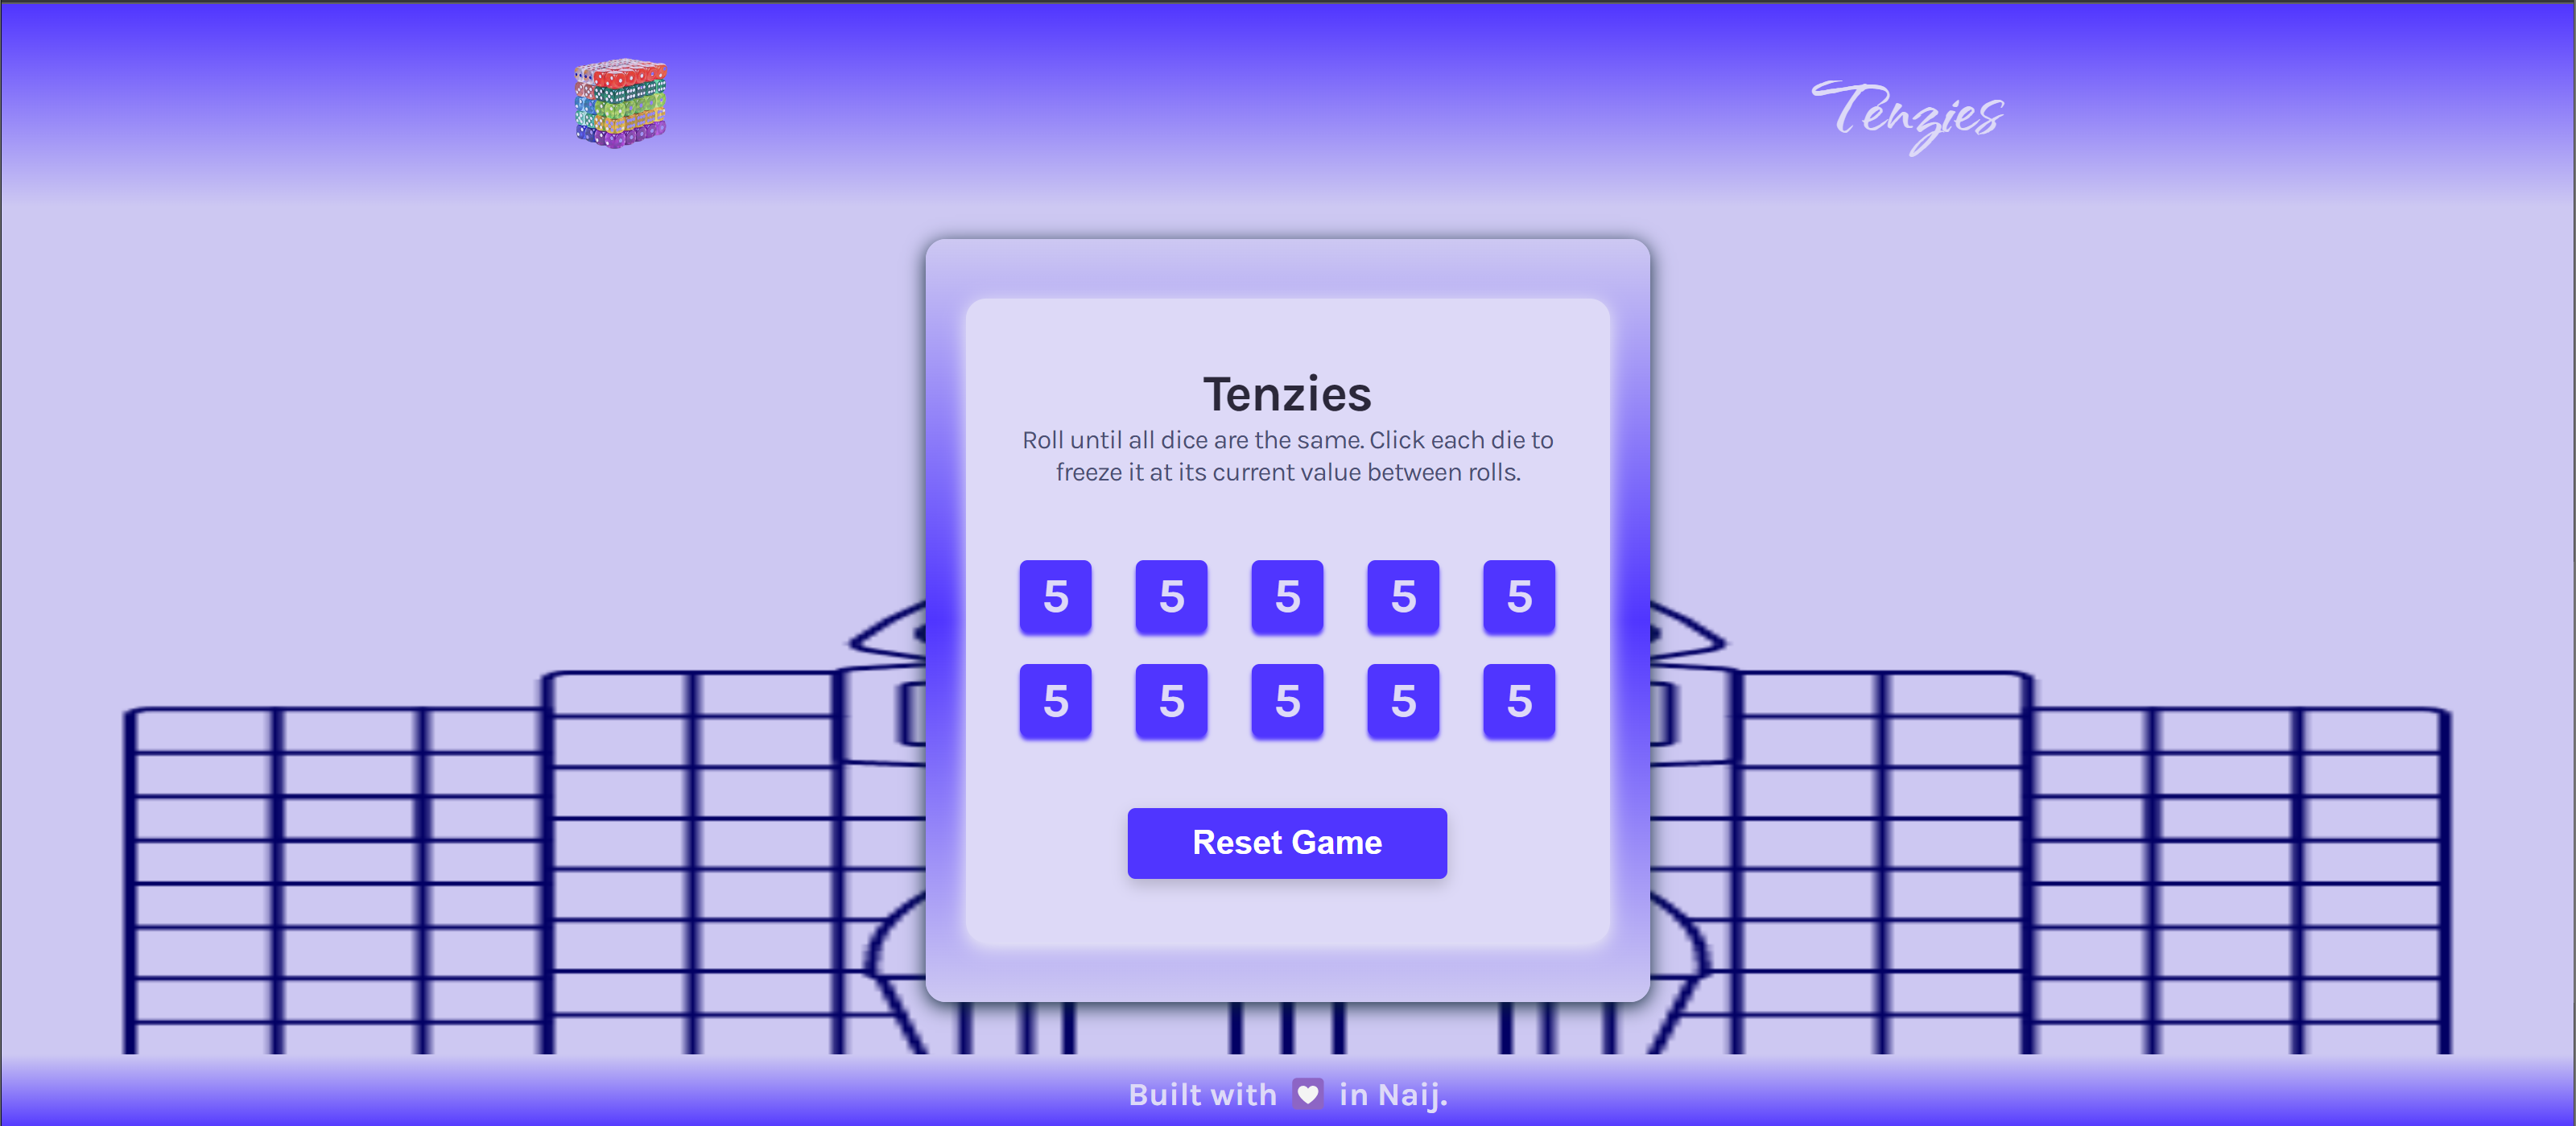 Tenzies
Tenzies
Roll until all dice are the same. Click each die to
freeze it at its current value between rolls.
5 5 5 5 5
5 5 5 5 5
Reset Game
Built with 💜 in Naij.